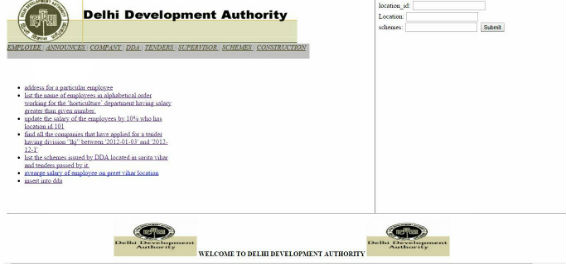 Delhi Development Authority
EMPLOYEE | ANNOUNCES | COMPANY | DDA | TENDERS | SUPERVISOR | SCHEMES | CONSTRUCTION
location_id:
Location:
schemes: Submit
address for a particular employee
list the name of employees in alphabetical order
working for the 'horticulture' department having salary
greater than given number.
update the salary of the employees by 10% who has
location id 101
find all the companies that have applied for a tender
having division "llq" between '2012-01-03' and '2012-
12-1'
list the schemes issued by DDA located in sarita vihar
and tenders passed by it.
average salary of employee on preet vihar location
insert into dda
Delhi Development
Authority
WELCOME TO DELHI DEVELOPMENT AUTHORITY
Delhi Development
Authority